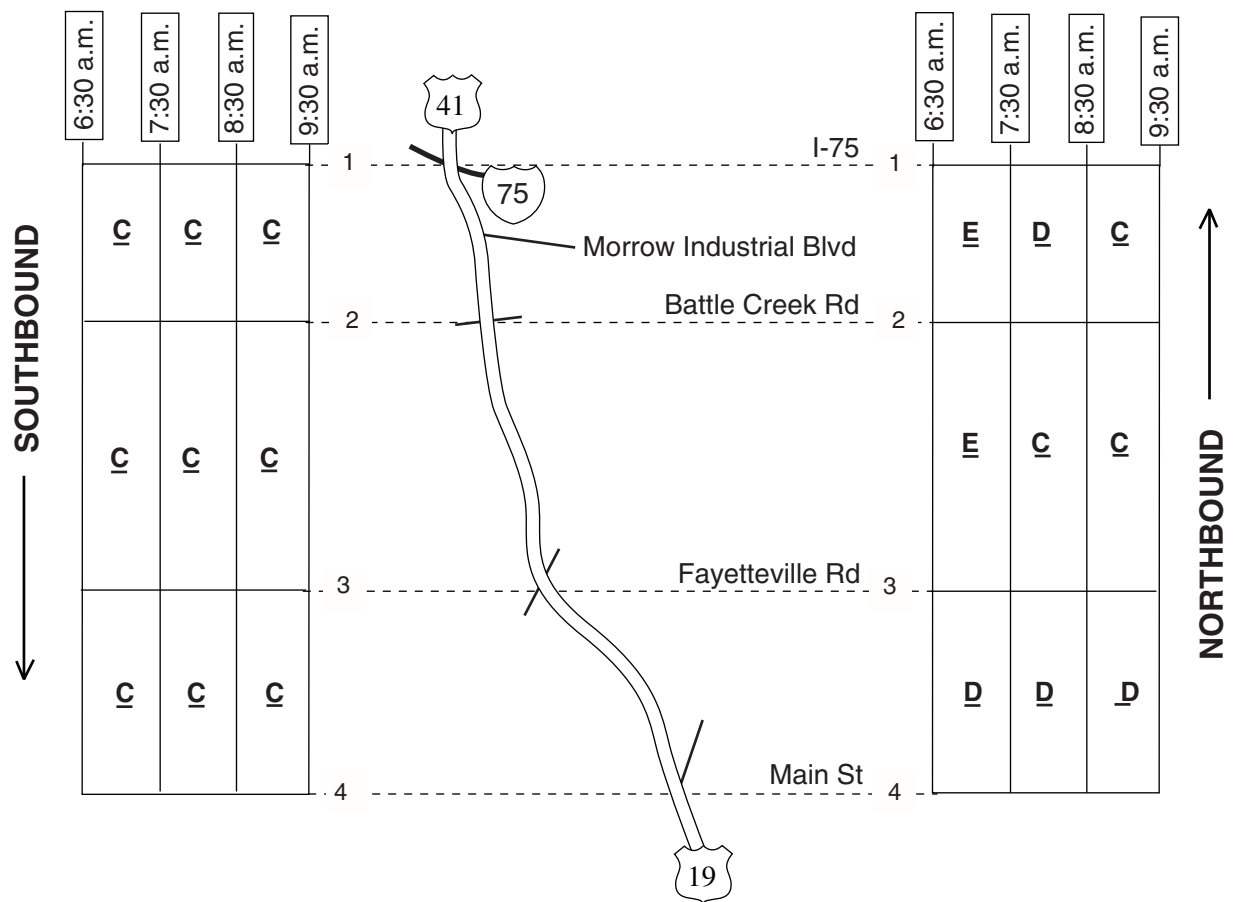 6:30 a.m. 7:30 a.m. 8:30 a.m. 9:30 a.m.
6:30 a.m. 7:30 a.m. 8:30 a.m. 9:30 a.m.
41
1 I-75 1
75
SOUTHBOUND
C C C
E D C
Morrow Industrial Blvd
2 Battle Creek Rd 2
C C C
E C C
NORTHBOUND
3 Fayetteville Rd 3
C C C
D D D
Main St
4 4
19